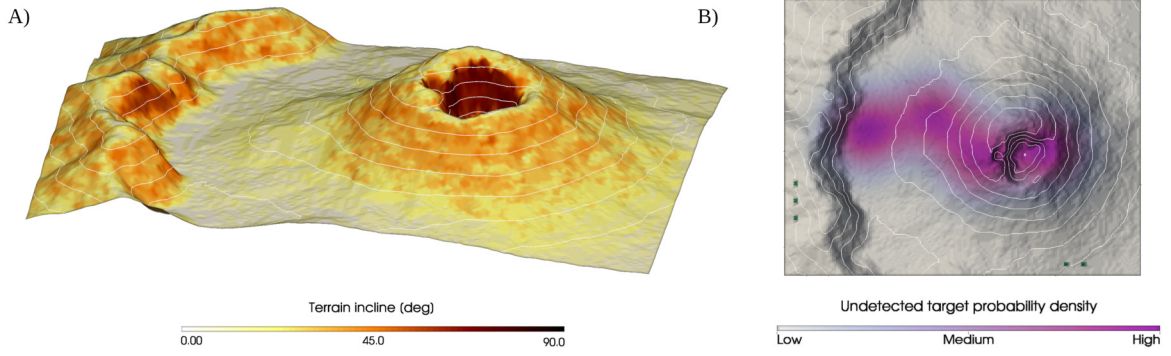 A)
B)
Terrain incline (deg)
0.00 45.0 90.0
Undetected target probability density
Low Medium High